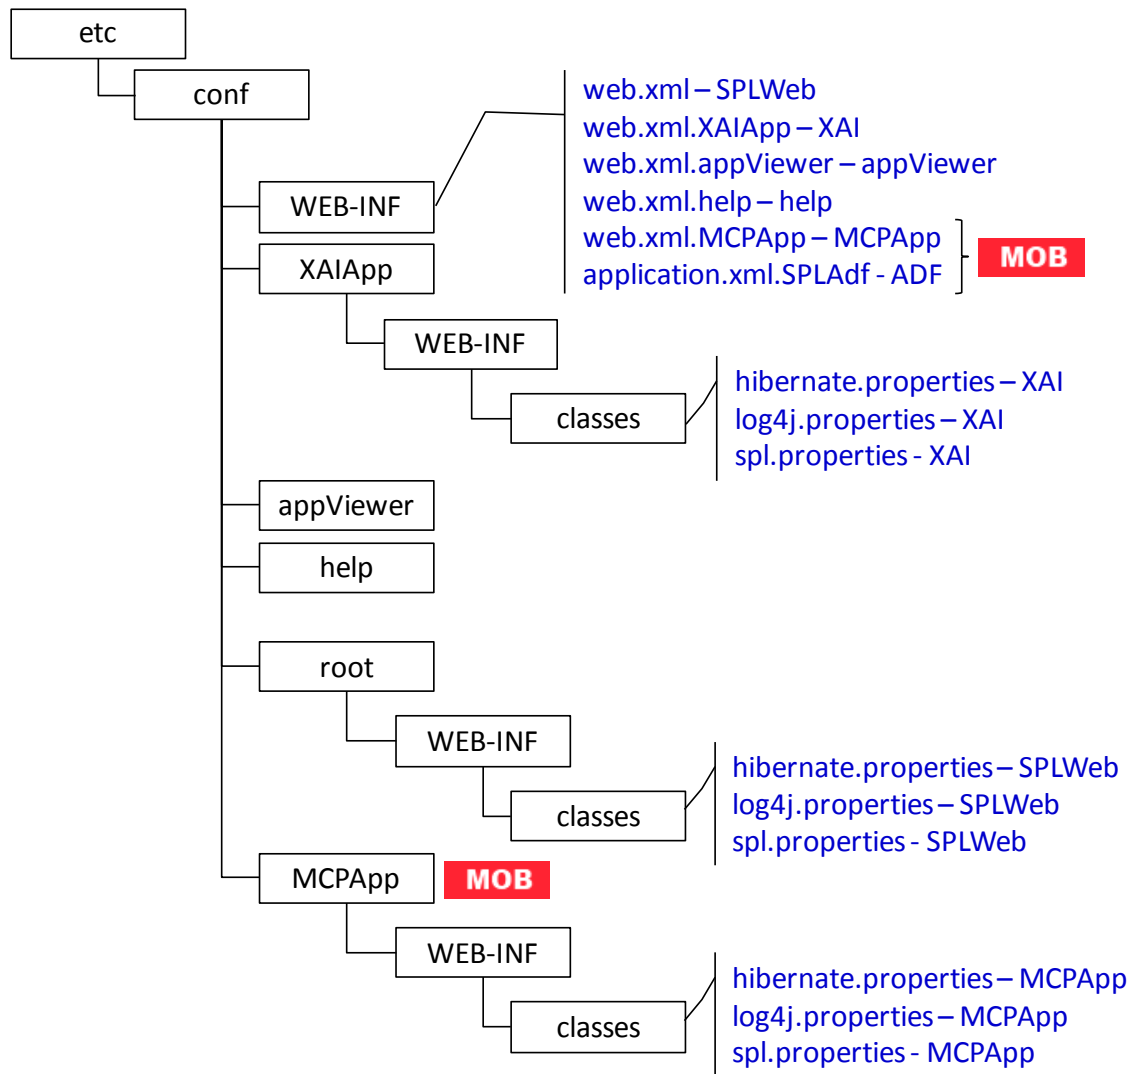 etc
conf
WEB-INF
web.xml – SPLWeb
web.xml.XAIApp – XAI
web.xml.appViewer – appViewer
web.xml.help – help
web.xml.MCPApp – MCPApp
application.xml.SPLAdf - ADF
MOB
XAIApp
WEB-INF
classes
hibernate.properties – XAI
log4j.properties – XAI
spl.properties - XAI
appViewer
help
root
WEB-INF
classes
hibernate.properties – SPLWeb
log4j.properties – SPLWeb
spl.properties - SPLWeb
MCPApp
MOB
WEB-INF
classes
hibernate.properties – MCPApp
log4j.properties – MCPApp
spl.properties - MCPApp